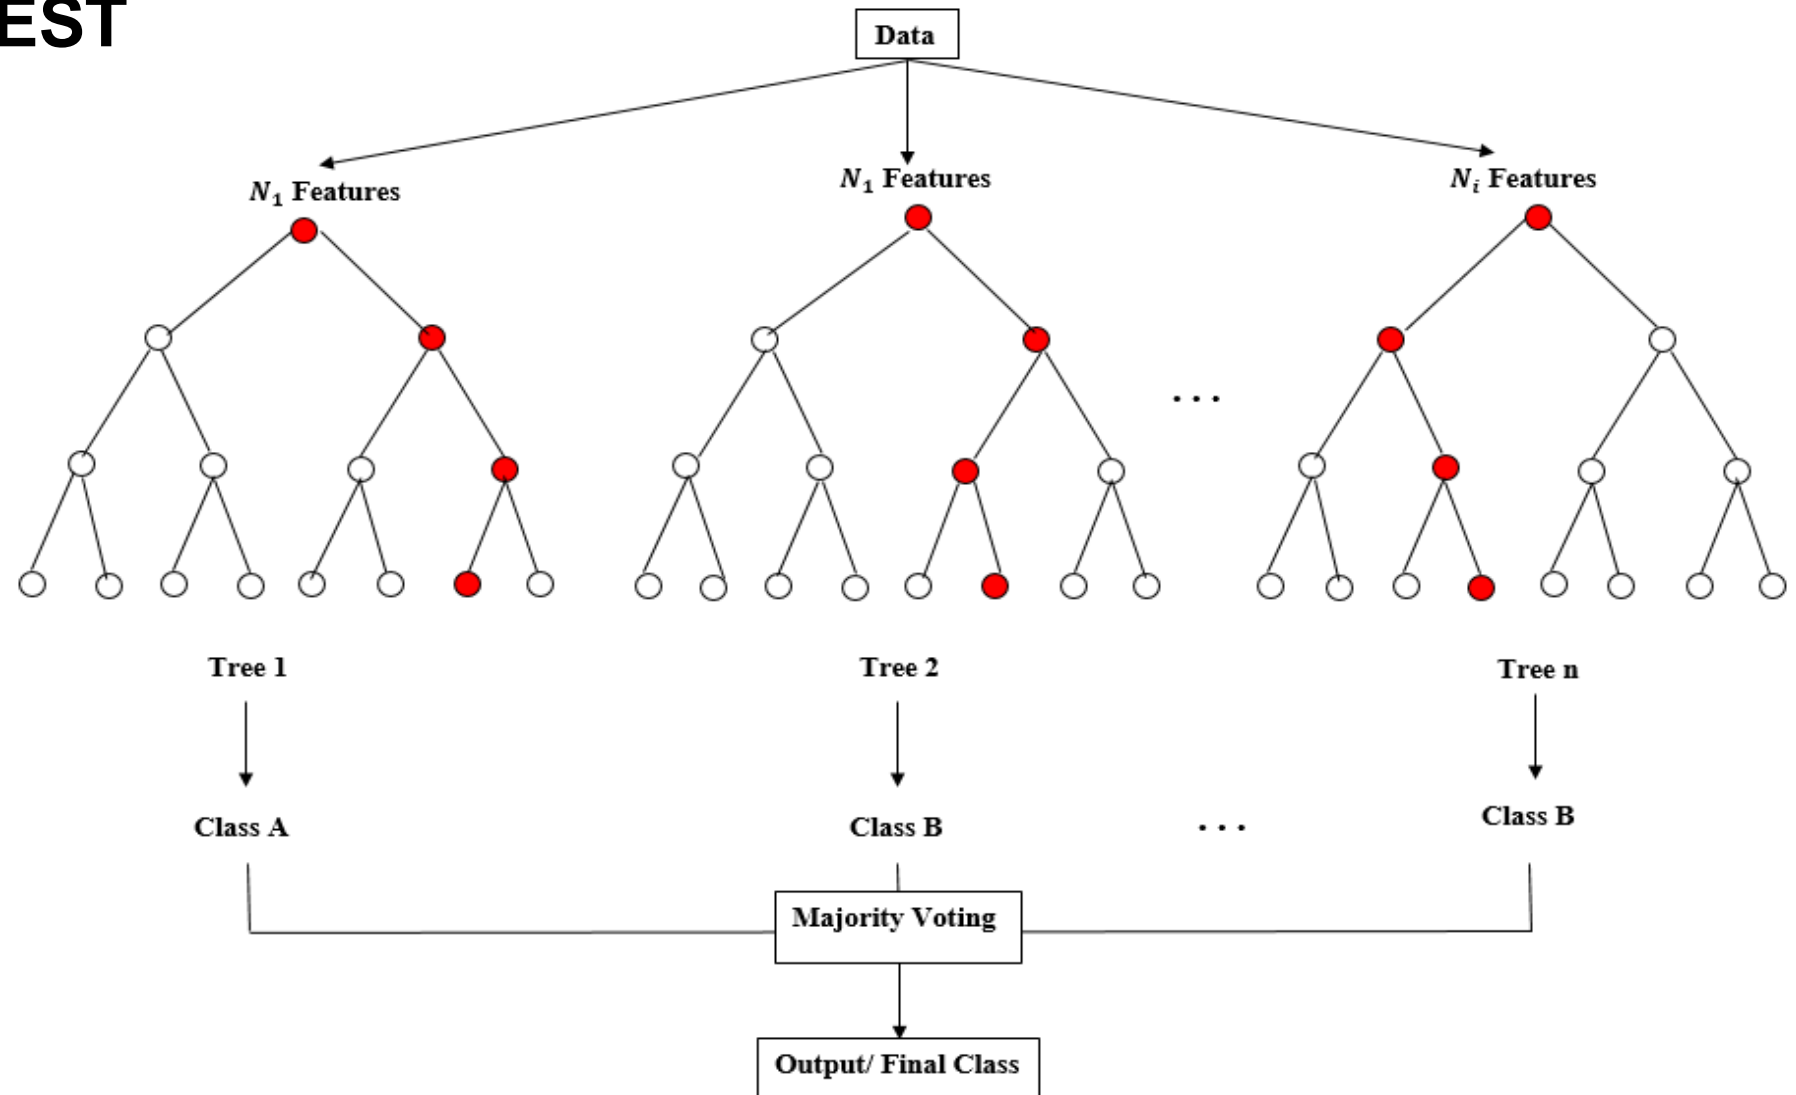 EST
Data
N₁ Features
N₁ Features
Nᵢ Features
...
Tree 1
Tree 2
Tree n
Class A
Class B
...
Class B
Majority Voting
Output/ Final Class